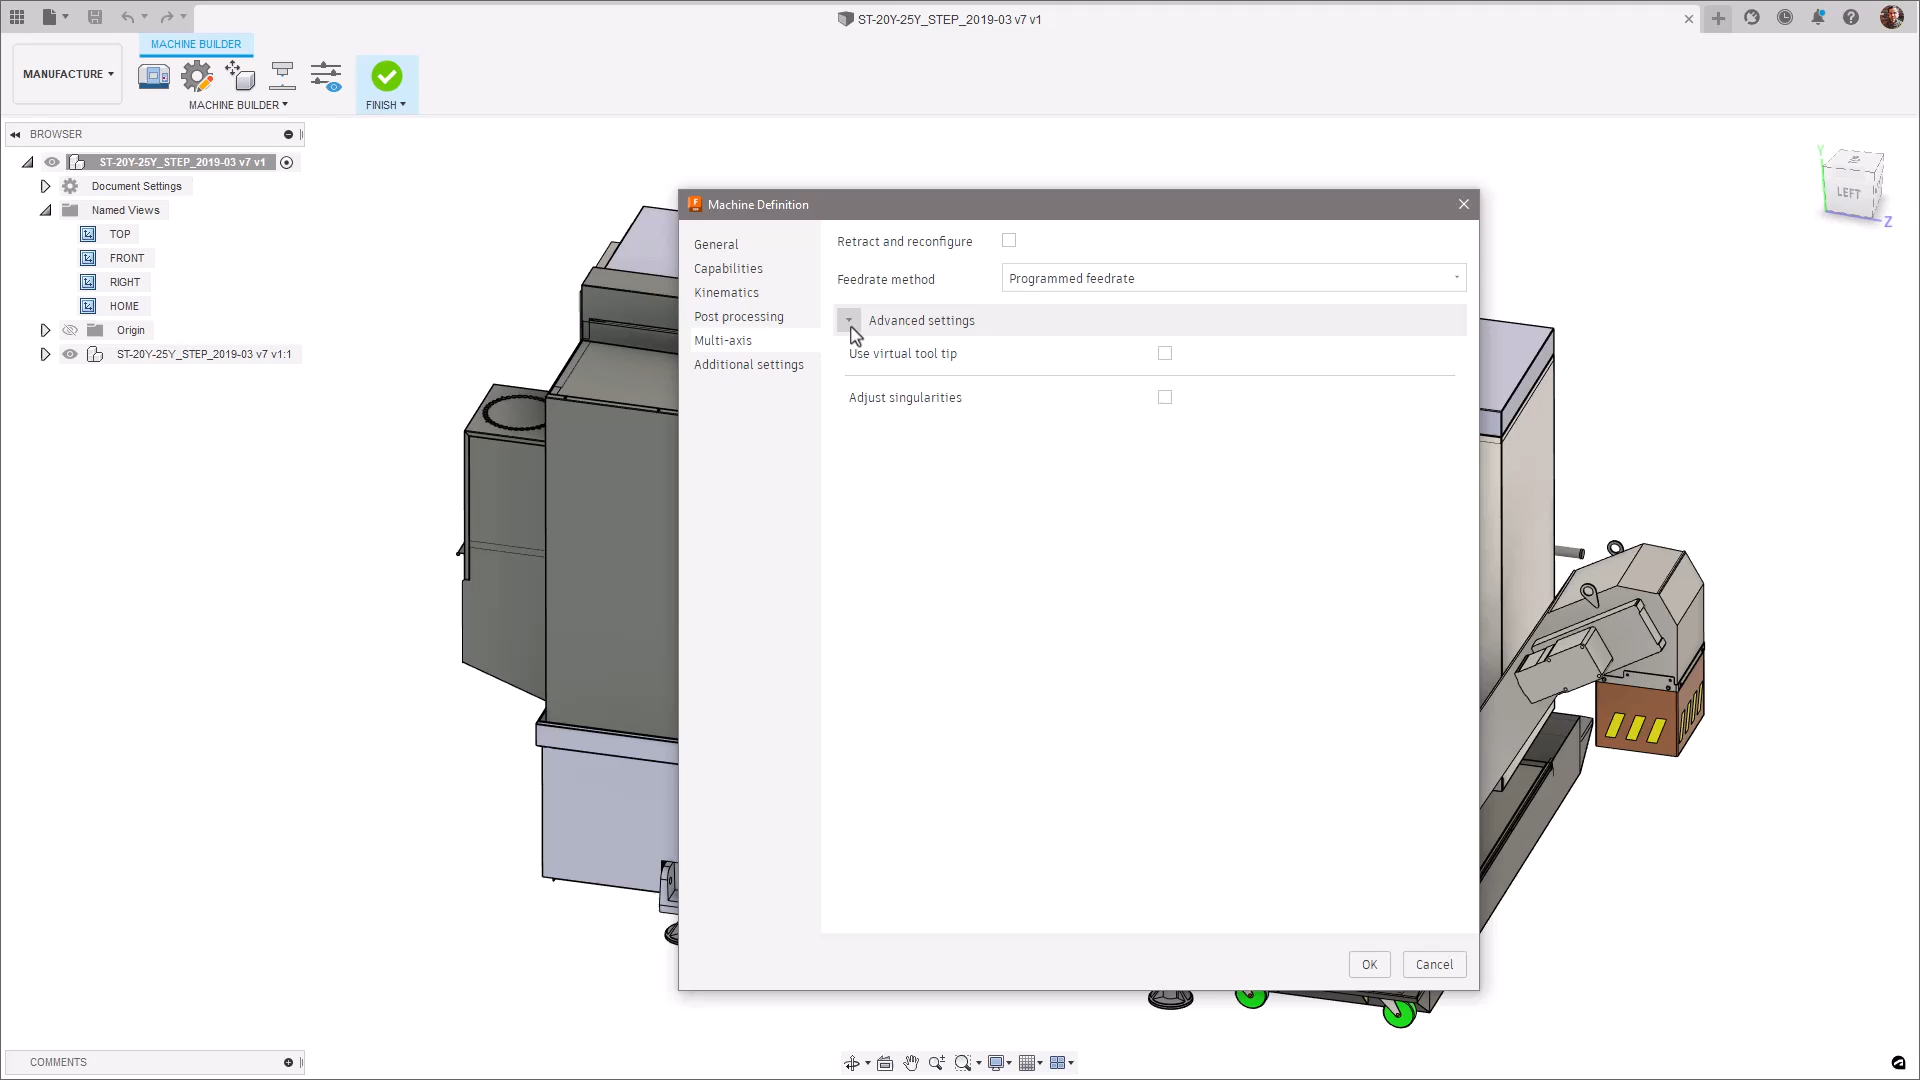 ST-20Y-25Y_STEP_2019-03 v7 v1
MACHINE BUILDER
MANUFACTURE
MACHINE BUILDER
FINISH
BROWSER
ST-20Y-25Y_STEP_2019-03 v7 v1
Document Settings
Named Views
TOP
FRONT
RIGHT
HOME
Origin
ST-20Y-25Y_STEP_2019-03 v7 v1:1
Y
LEFT
Z
Machine Definition
General
Capabilities
Kinematics
Post processing
Multi-axis
Additional settings
Retract and reconfigure
Feedrate method
Programmed feedrate
Advanced settings
Use virtual tool tip
Adjust singularities
OK
Cancel
COMMENTS